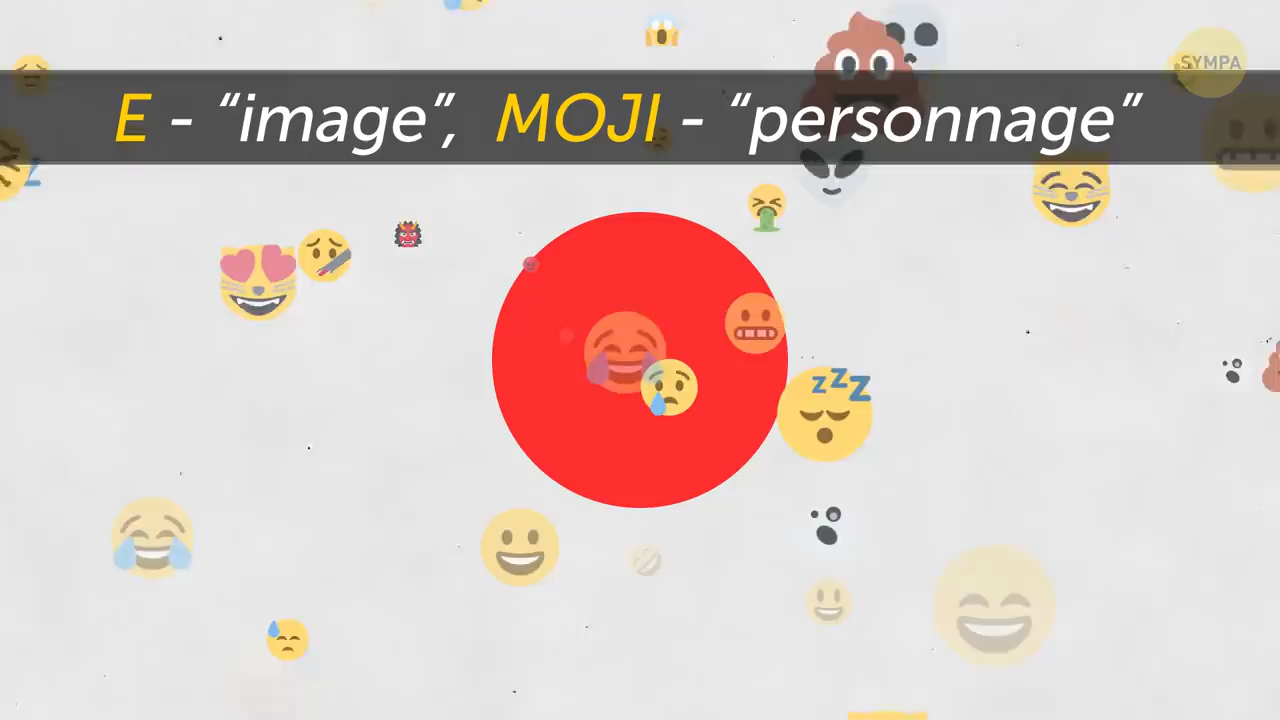 SYMPA
E - “image”, MOJI - “personnage”